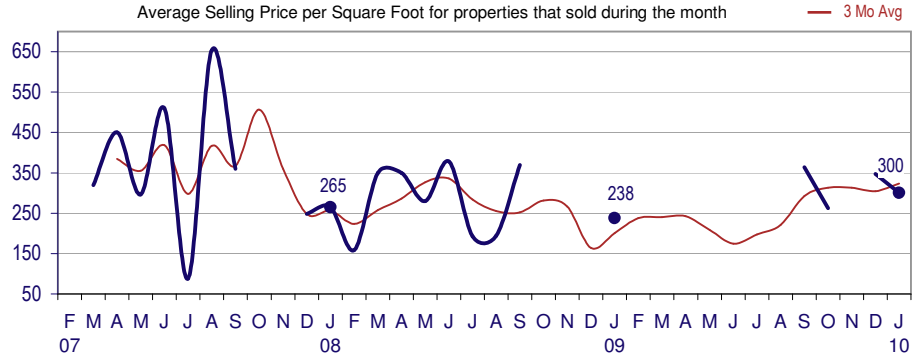 Average Selling Price per Square Foot for properties that sold during the month
3 Mo Avg
650
550
450
350
250
150
50
265
238
300
F M A M J J A S O N D J F M A M J J A S O N D J F M A M J J A S O N D J
07 08 09 10